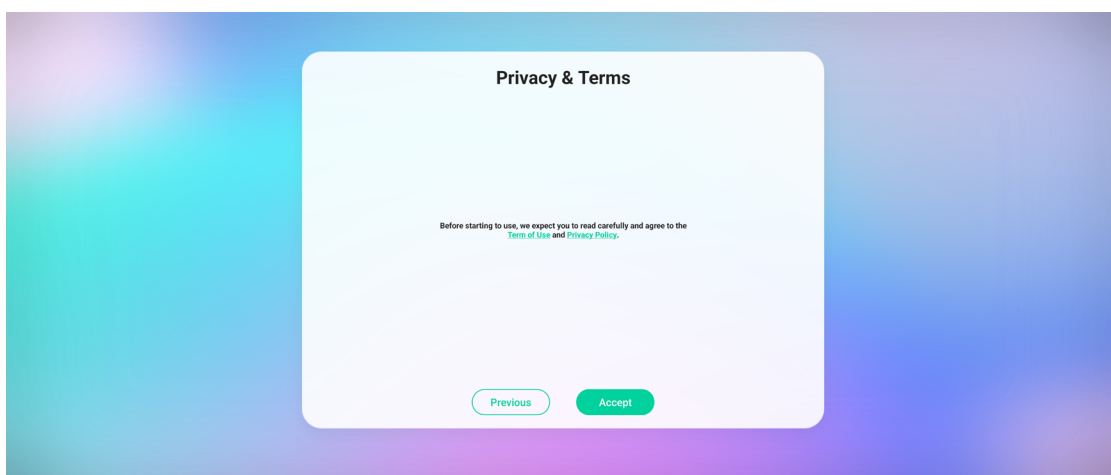 Privacy & Terms
Before starting to use, we expect you to read carefully and agree to the
Term of Use and Privacy Policy.
Previous
Accept